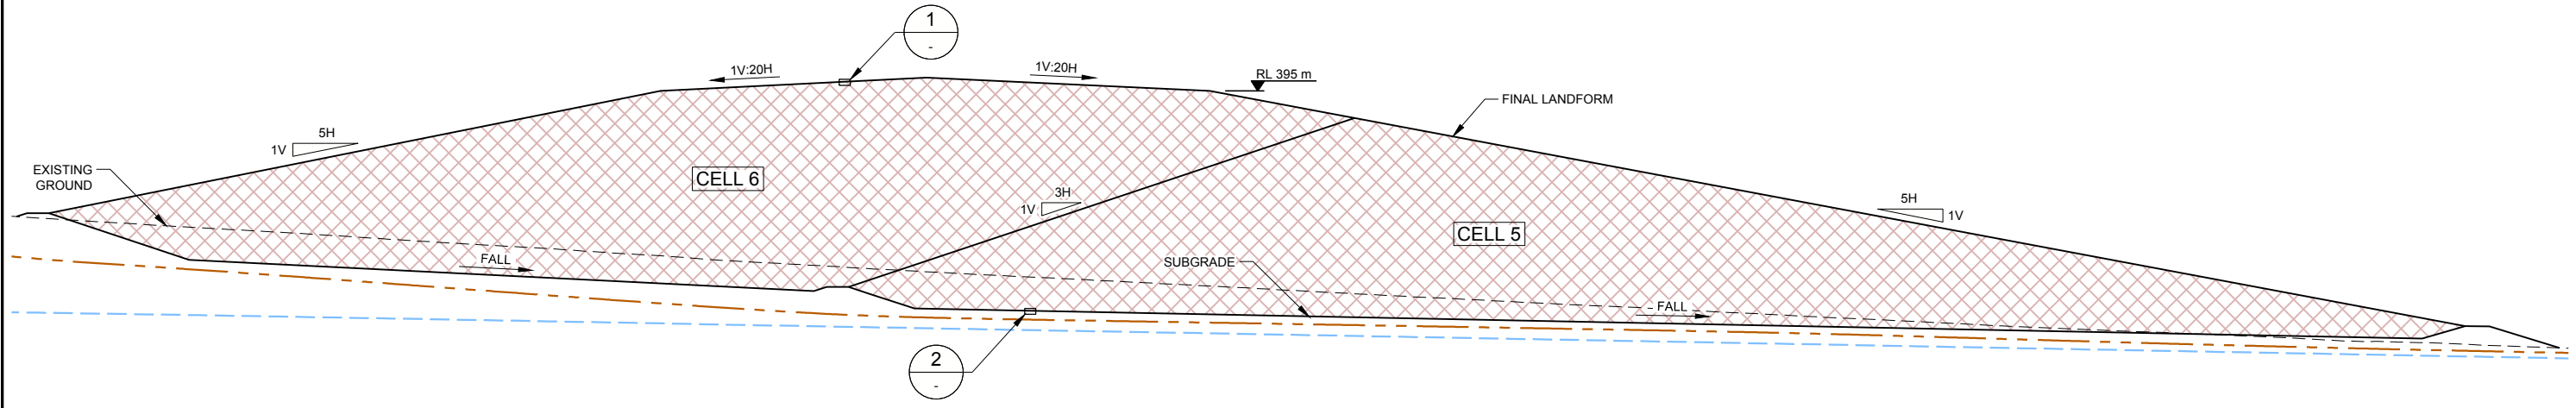 1
-
1V:20H
1V:20H
RL 395 m
FINAL LANDFORM
5H
1V
EXISTING
GROUND
CELL 6
3H
1V
5H
1V
CELL 5
FALL
SUBGRADE
FALL
2
-